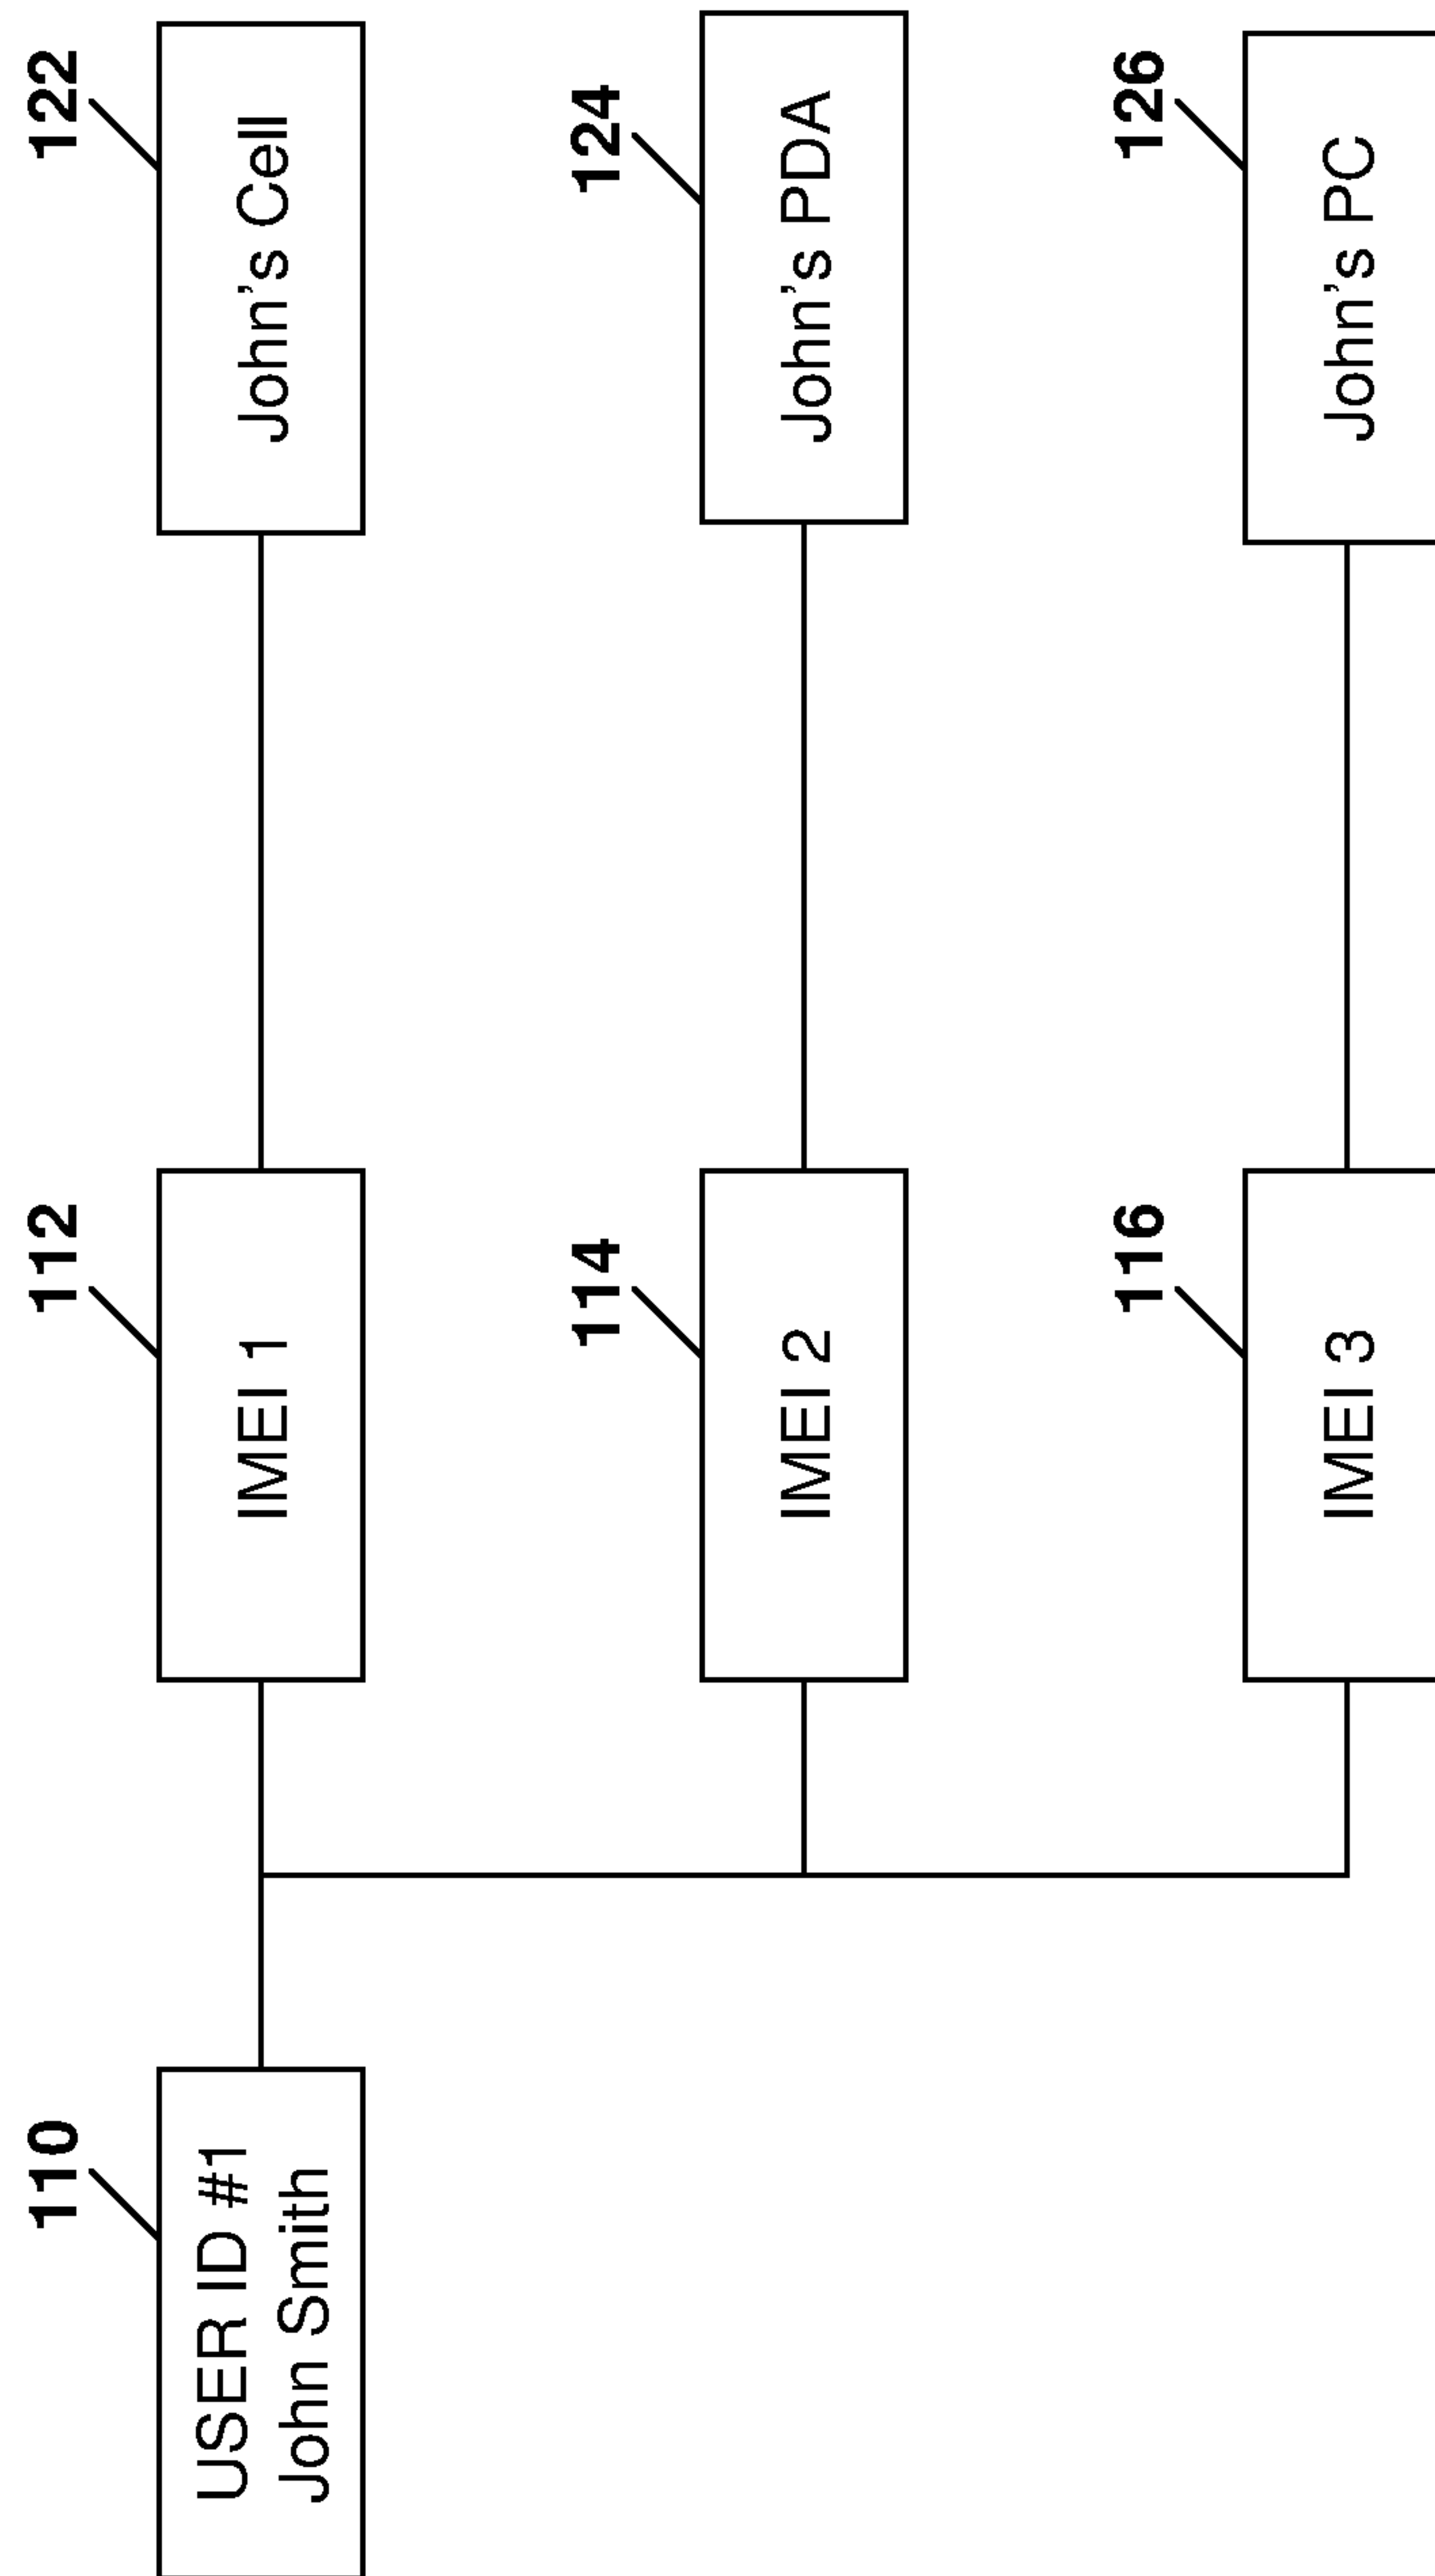 110
USER ID #1
John Smith
112
IMEI 1
122
John's Cell
114
IMEI 2
124
John's PDA
116
IMEI 3
126
John's PC